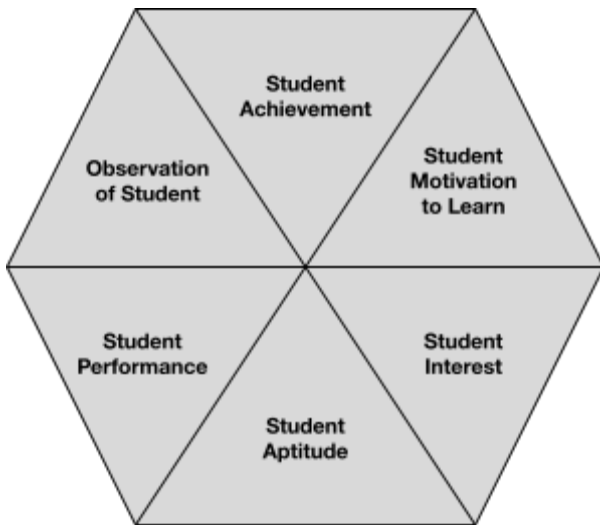 Student
Achievement
Observation
of Student
Student
Motivation
to Learn
Student
Performance
Student
Interest
Student
Aptitude